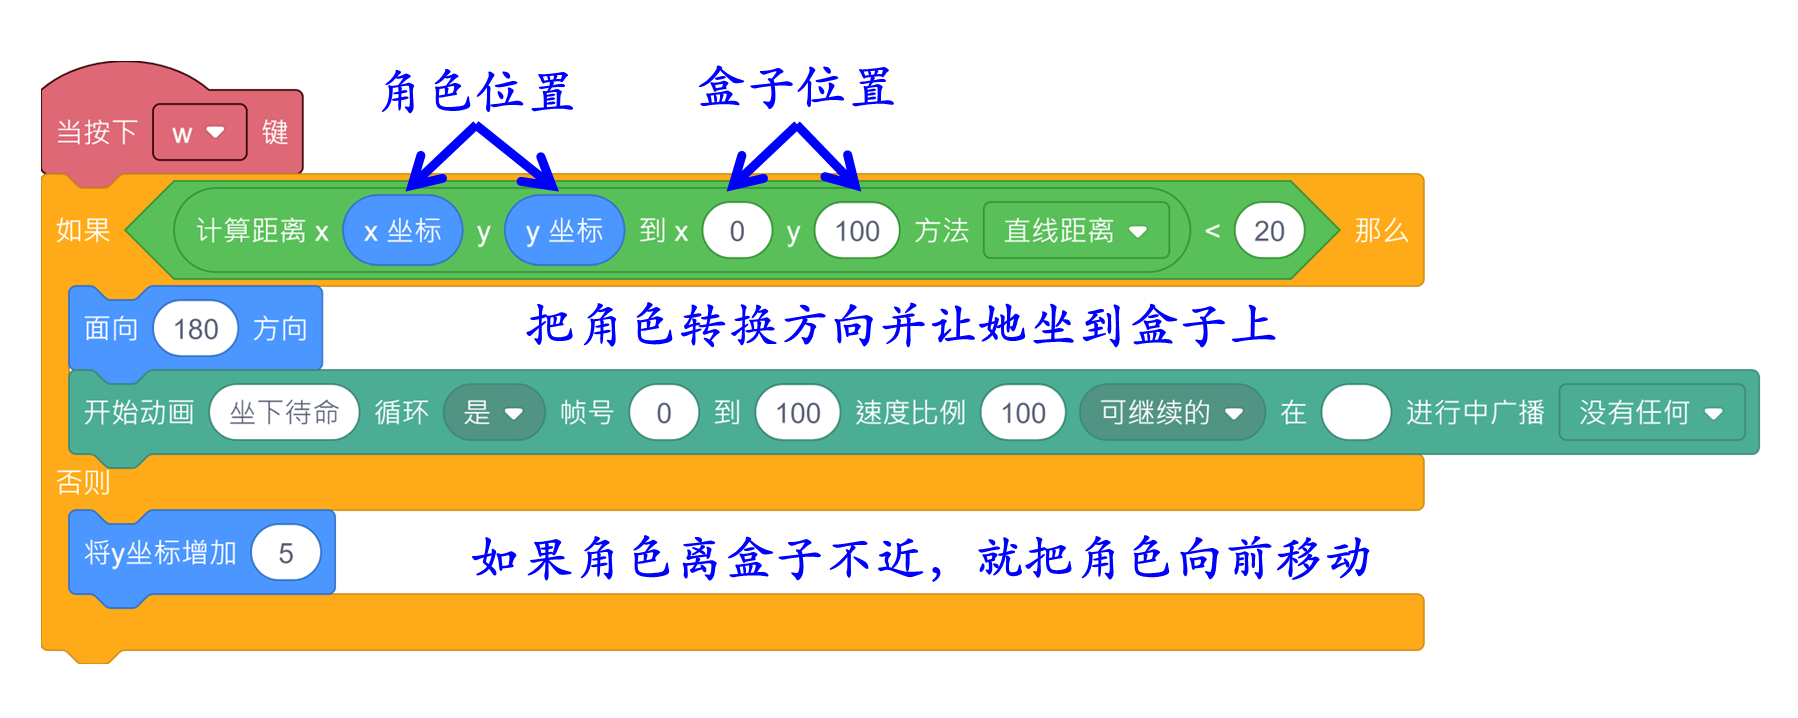 角色位置 盒子位置
当按下 w 键
如果 计算距离 x x 坐标 y y 坐标 到 x 0 y 100 方法 直线距离 < 20 那么
面向 180 方向 把角色转换方向并让她坐到盒子上
开始动画 坐下待命 循环 是 帧号 0 到 100 速度比例 100 可继续的 在 进行中广播 没有任何
否则
将y坐标增加 5 如果角色离盒子不近，就把角色向前移动